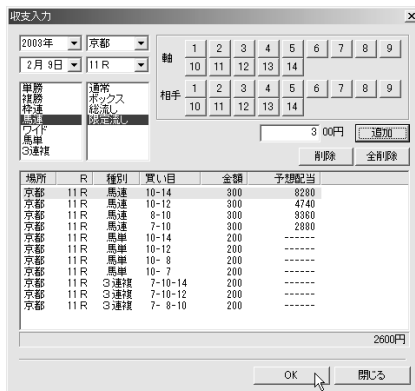 収支入力
2003年 京都
2月 9日 11R
軸 1 2 3 4 5 6 7 8 9
10 11 12 13 14
相手 1 2 3 4 5 6 7 8 9
10 11 12 13 14
単勝
複勝
枠連
馬連
ワイド
馬単
3連複
通常
ボックス
総流し
限定流し
3 00円 追加
削除 全削除
場所 R 種別 買い目 金額 予想配当
京都 11R 馬連 10-14 300 8280
京都 11R 馬連 10-12 300 4740
京都 11R 馬連 8-10 300 9360
京都 11R 馬連 7-10 300 2880
京都 11R 馬単 10-14 200 ------
京都 11R 馬単 10-12 200 ------
京都 11R 馬単 10- 8 200 ------
京都 11R 馬単 10- 7 200 ------
京都 11R 3連複 7-10-14 200 ------
京都 11R 3連複 7-10-12 200 ------
京都 11R 3連複 7- 8-10 200 ------
2600円
OK 閉じる